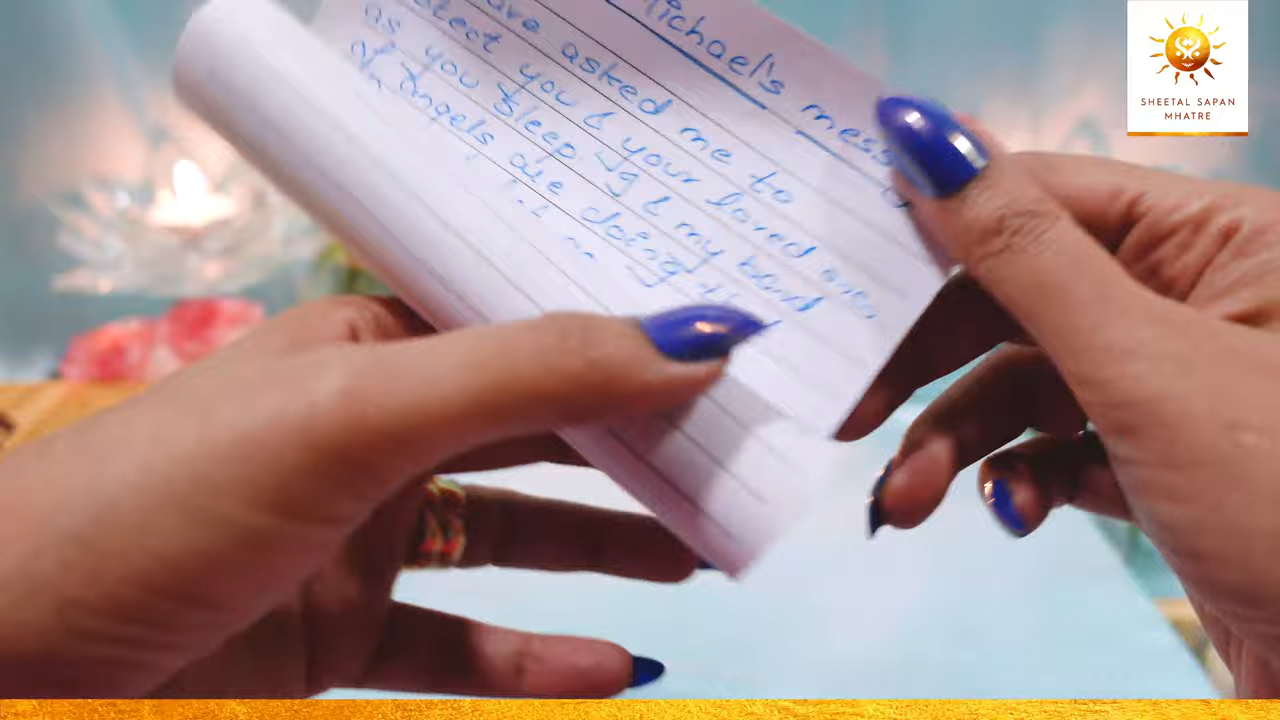 Michael's mess
ave asked me to
otect you & your loved ones
as you sleep
& my band
of Angels are doing
SHEETAL SAPAN
MHATRE